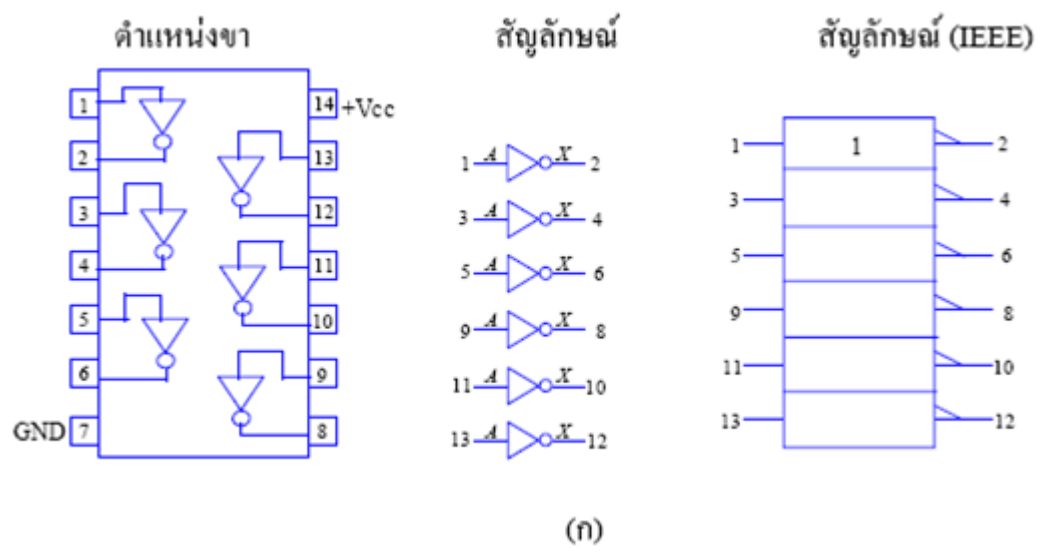 ตำแหน่งขา สัญลักษณ์ สัญลักษณ์ (IEEE)
1 14 +Vcc
2 13
3 12
4 11
5 10
6 9
GND 7 8
1 A X 2
3 A X 4
5 A X 6
9 A X 8
11 A X 10
13 A X 12
1 1 2
3 4
5 6
9 8
11 10
13 12
(ก)